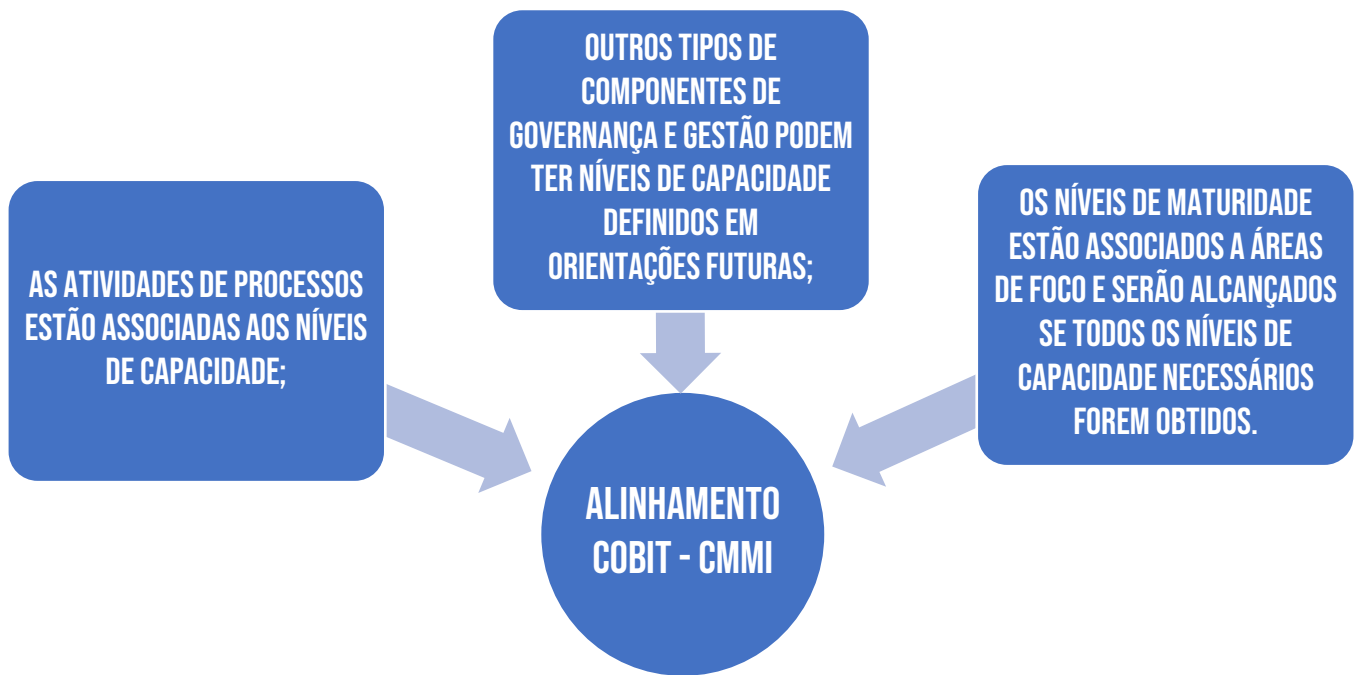 AS ATIVIDADES DE PROCESSOS
ESTÃO ASSOCIADAS AOS NÍVEIS
DE CAPACIDADE;
OUTROS TIPOS DE
COMPONENTES DE
GOVERNANÇA E GESTÃO PODEM
TER NÍVEIS DE CAPACIDADE
DEFINIDOS EM
ORIENTAÇÕES FUTURAS;
OS NÍVEIS DE MATURIDADE
ESTÃO ASSOCIADOS A ÁREAS
DE FOCO E SERÃO ALCANÇADOS
SE TODOS OS NÍVEIS DE
CAPACIDADE NECESSÁRIOS
FOREM OBTIDOS.
ALINHAMENTO
COBIT - CMMI